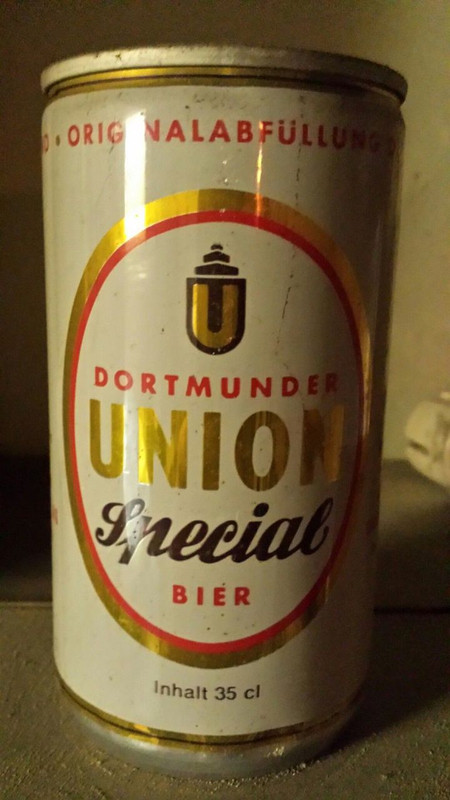 • ORIGINALABFÜLLUNG
U
DORTMUNDER
UNION
Special
BIER
Inhalt 35 cl